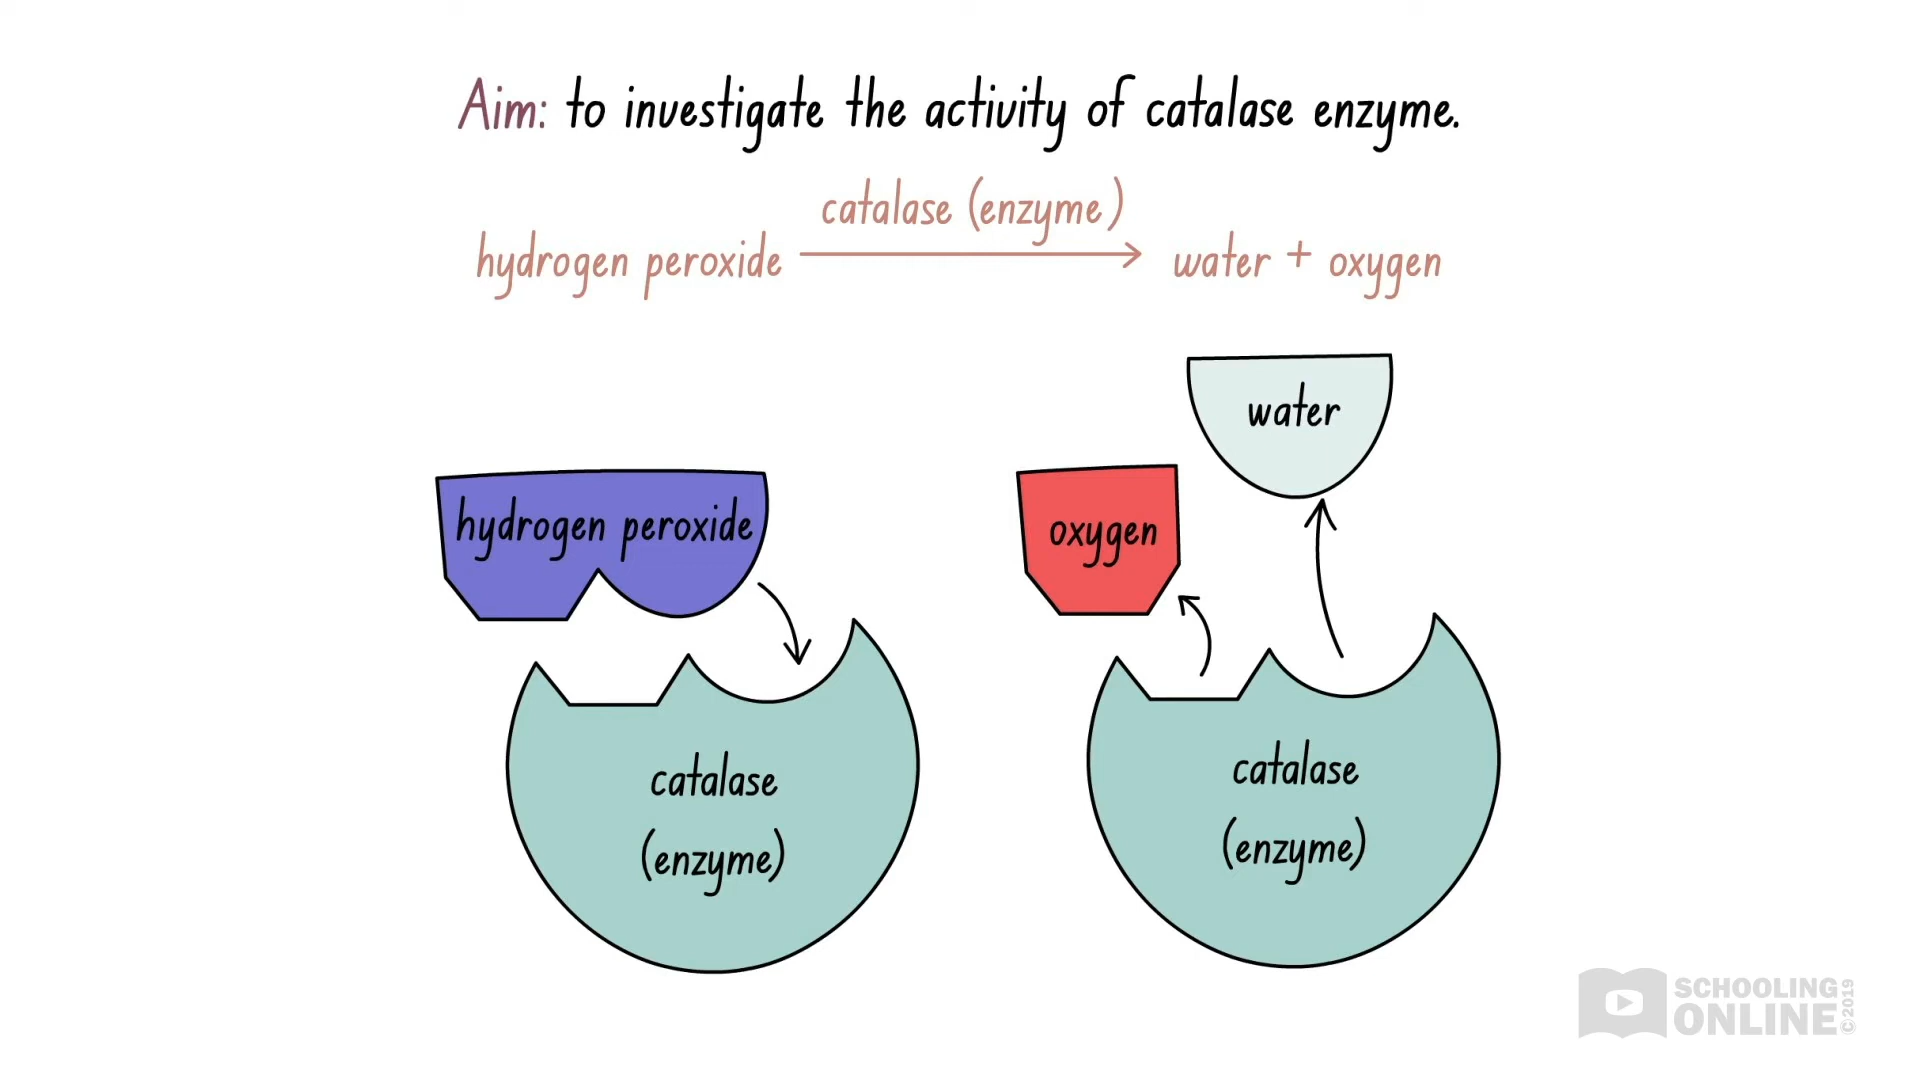 Aim: to investigate the activity of catalase enzyme.
catalase (enzyme)
hydrogen peroxide
water + oxygen
water
hydrogen peroxide
oxygen
catalase
(enzyme)
catalase
(enzyme)
SCHOOLING
ONLINE
©2019